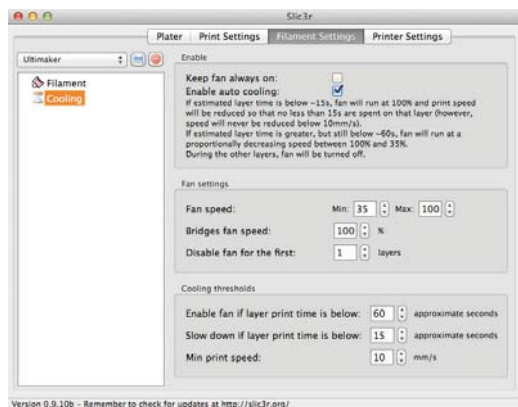 Slic3r
Plater Print Settings Filament Settings Printer Settings
Ultimaker
Filament
Cooling
Enable
Keep fan always on:
Enable auto cooling:
If estimated layer time is below ~15s, fan will run at 100% and print speed
will be reduced so that no less than 15s are spent on that layer (however,
speed will never be reduced below 10mm/s).
If estimated layer time is greater, but still below ~60s, fan will run at a
proportionally decreasing speed between 100% and 35%.
During the other layers, fan will be turned off.
Fan settings
Fan speed: Min: 35 Max: 100
Bridges fan speed: 100 %
Disable fan for the first: 1 layers
Cooling thresholds
Enable fan if layer print time is below: 60 approximate seconds
Slow down if layer print time is below: 15 approximate seconds
Min print speed: 10 mm/s
Version 0.9.10b - Remember to check for updates at http://slic3r.org/